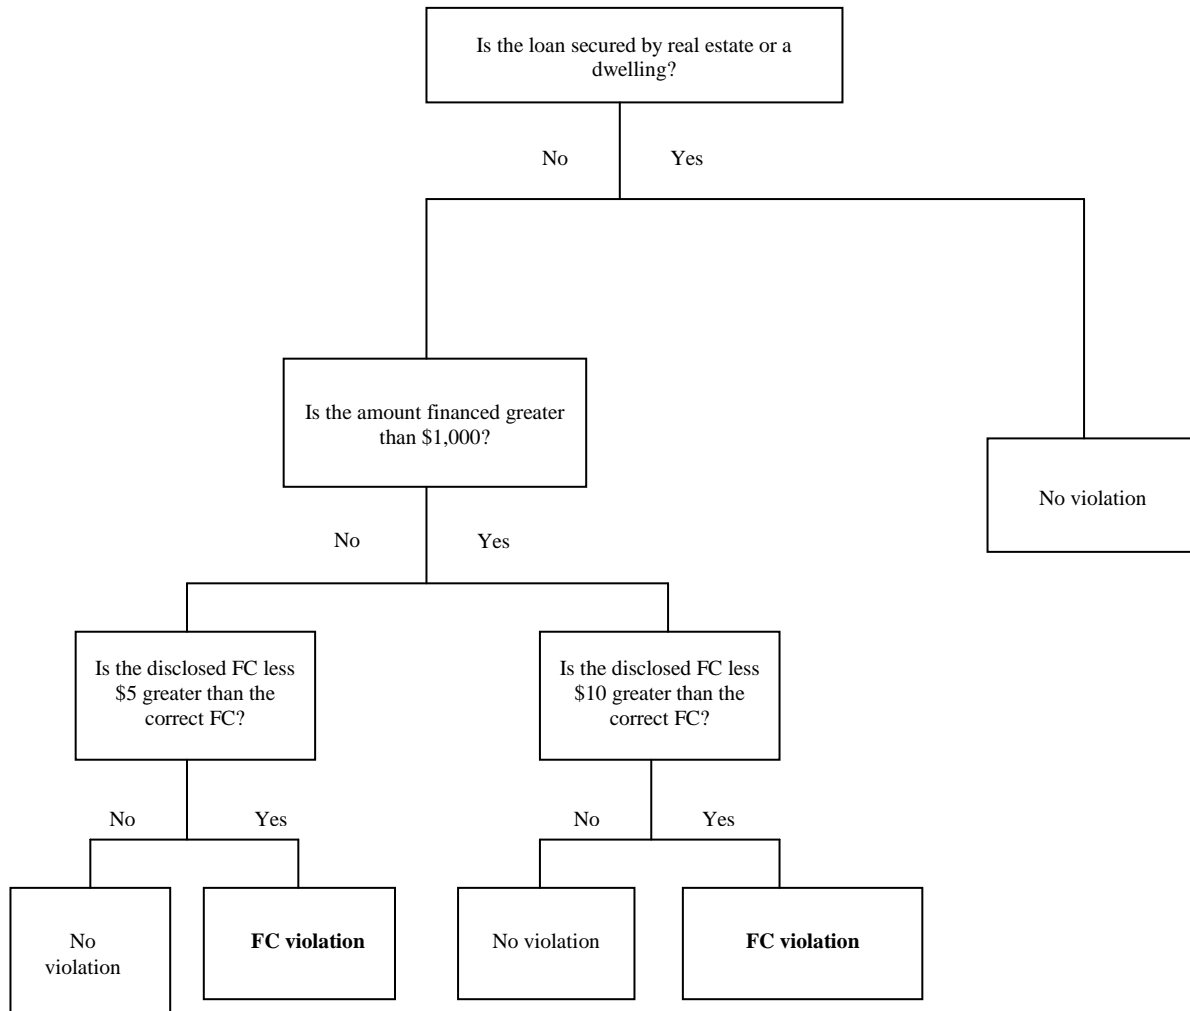 Is the loan secured by real estate or a
dwelling?
No
Yes
Is the amount financed greater
than $1,000?
No violation
No
Yes
Is the disclosed FC less
$5 greater than the
correct FC?
Is the disclosed FC less
$10 greater than the
correct FC?
No
Yes
No
Yes
No
violation
FC violation
No violation
FC violation